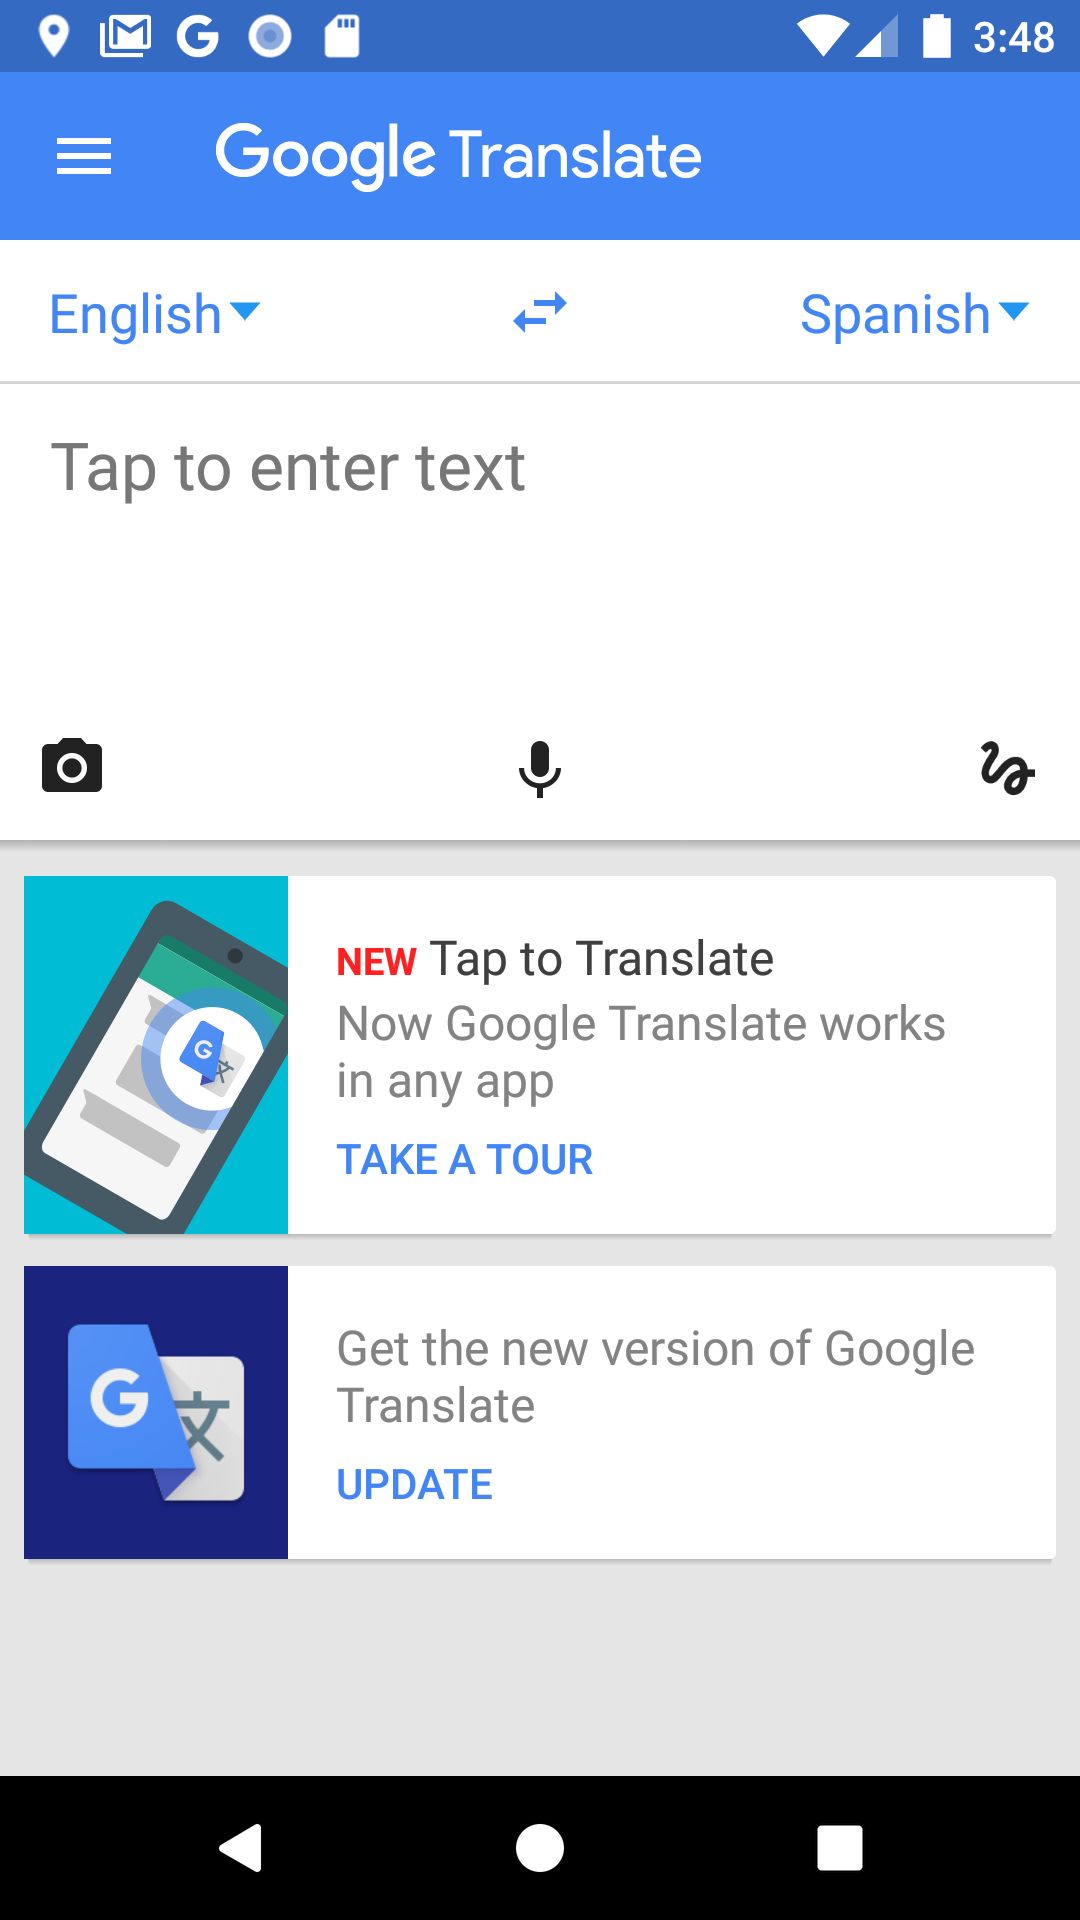 3:48
Google Translate
English
Spanish
Tap to enter text
NEW Tap to Translate
Now Google Translate works
in any app
TAKE A TOUR
Get the new version of Google
Translate
UPDATE